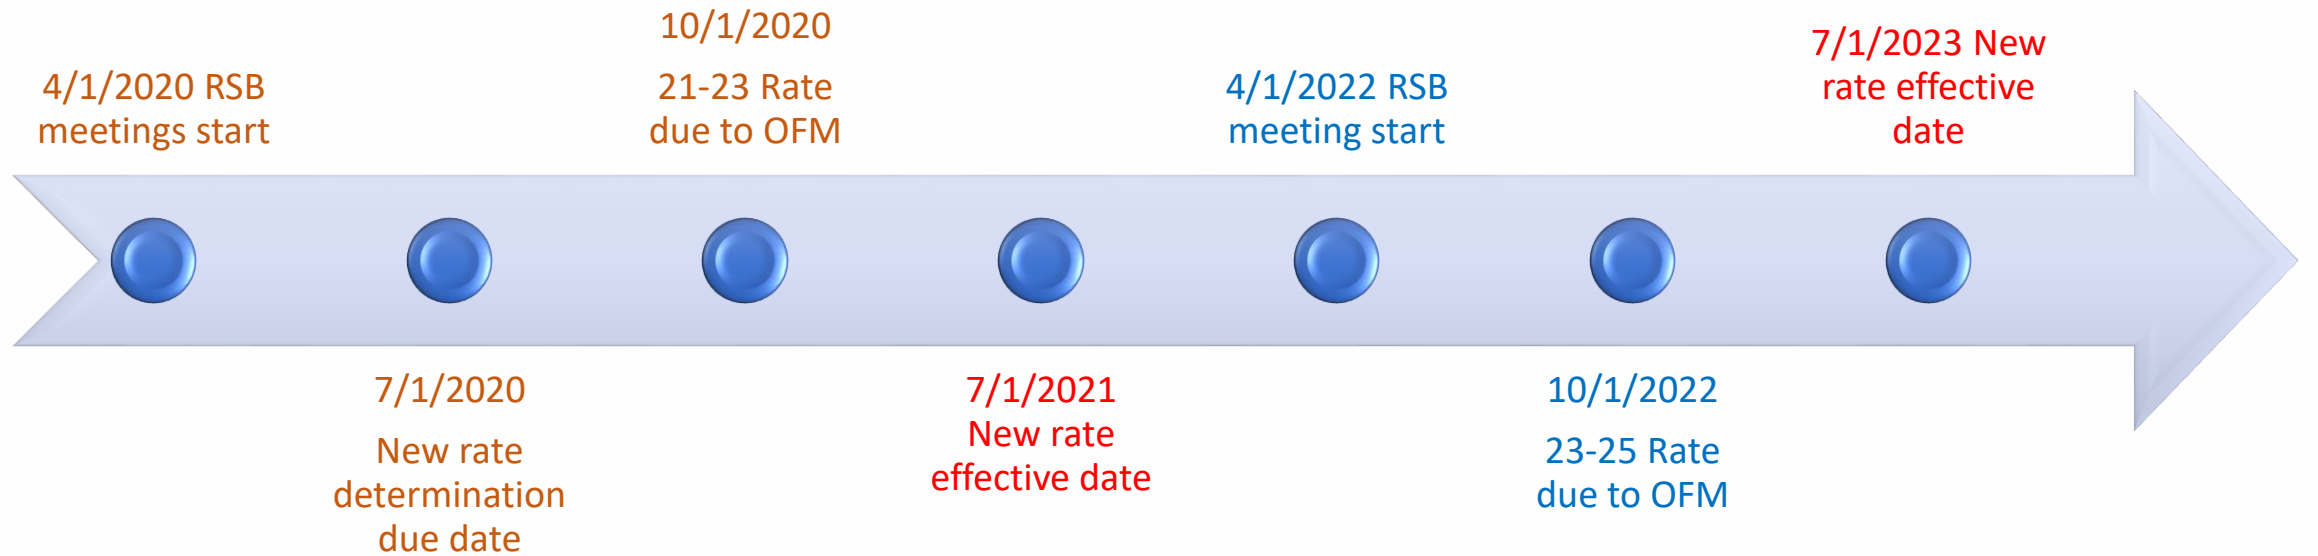 4/1/2020 RSB
meetings start
7/1/2020
New rate
determination
due date
10/1/2020
21-23 Rate
due to OFM
7/1/2021
New rate
effective date
4/1/2022 RSB
meeting start
10/1/2022
23-25 Rate
due to OFM
7/1/2023 New
rate effective
date